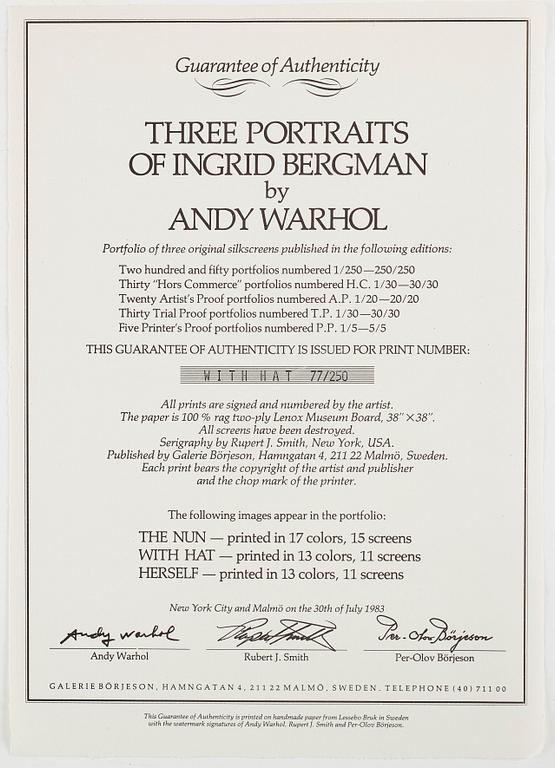 Guarantee of Authenticity
THREE PORTRAITS
OF INGRID BERGMAN
by
ANDY WARHOL
Portfolio of three original silkscreens published in the following editions:
Two hundred and fifty portfolios numbered 1/250—250/250
Thirty "Hors Commerce" portfolios numbered H.C. 1/30—30/30
Twenty Artist's Proof portfolios numbered A.P. 1/20—20/20
Thirty Trial Proof portfolios numbered T.P. 1/30—30/30
Five Printer's Proof portfolios numbered P.P. 1/5—5/5
THIS GUARANTEE OF AUTHENTICITY IS ISSUED FOR PRINT NUMBER:
WITH HAT 77/250
All prints are signed and numbered by the artist.
The paper is 100 % rag two-ply Lenox Museum Board, 38"×38".
All screens have been destroyed.
Serigraphy by Rupert J. Smith, New York, USA.
Published by Galerie Börjeson, Hamngatan 4, 211 22 Malmö, Sweden.
Each print bears the copyright of the artist and publisher
and the chop mark of the printer.
The following images appear in the portfolio:
THE NUN — printed in 17 colors, 15 screens
WITH HAT — printed in 13 colors, 11 screens
HERSELF — printed in 13 colors, 11 screens
New York City and Malmö on the 30th of July 1983
Andy Warhol Rupert Smith Per-Olov Börjeson
Andy Warhol Rubert J. Smith Per-Olov Börjeson
GALERIE BÖRJESON, HAMNGATAN 4, 211 22 MALMÖ, SWEDEN. TELEPHONE (40) 711 00
This Guarantee of Authenticity is printed on handmade paper from Lessebo Bruk in Sweden
with the watermark signatures of Andy Warhol, Rupert J. Smith and Per-Olov Börjeson.